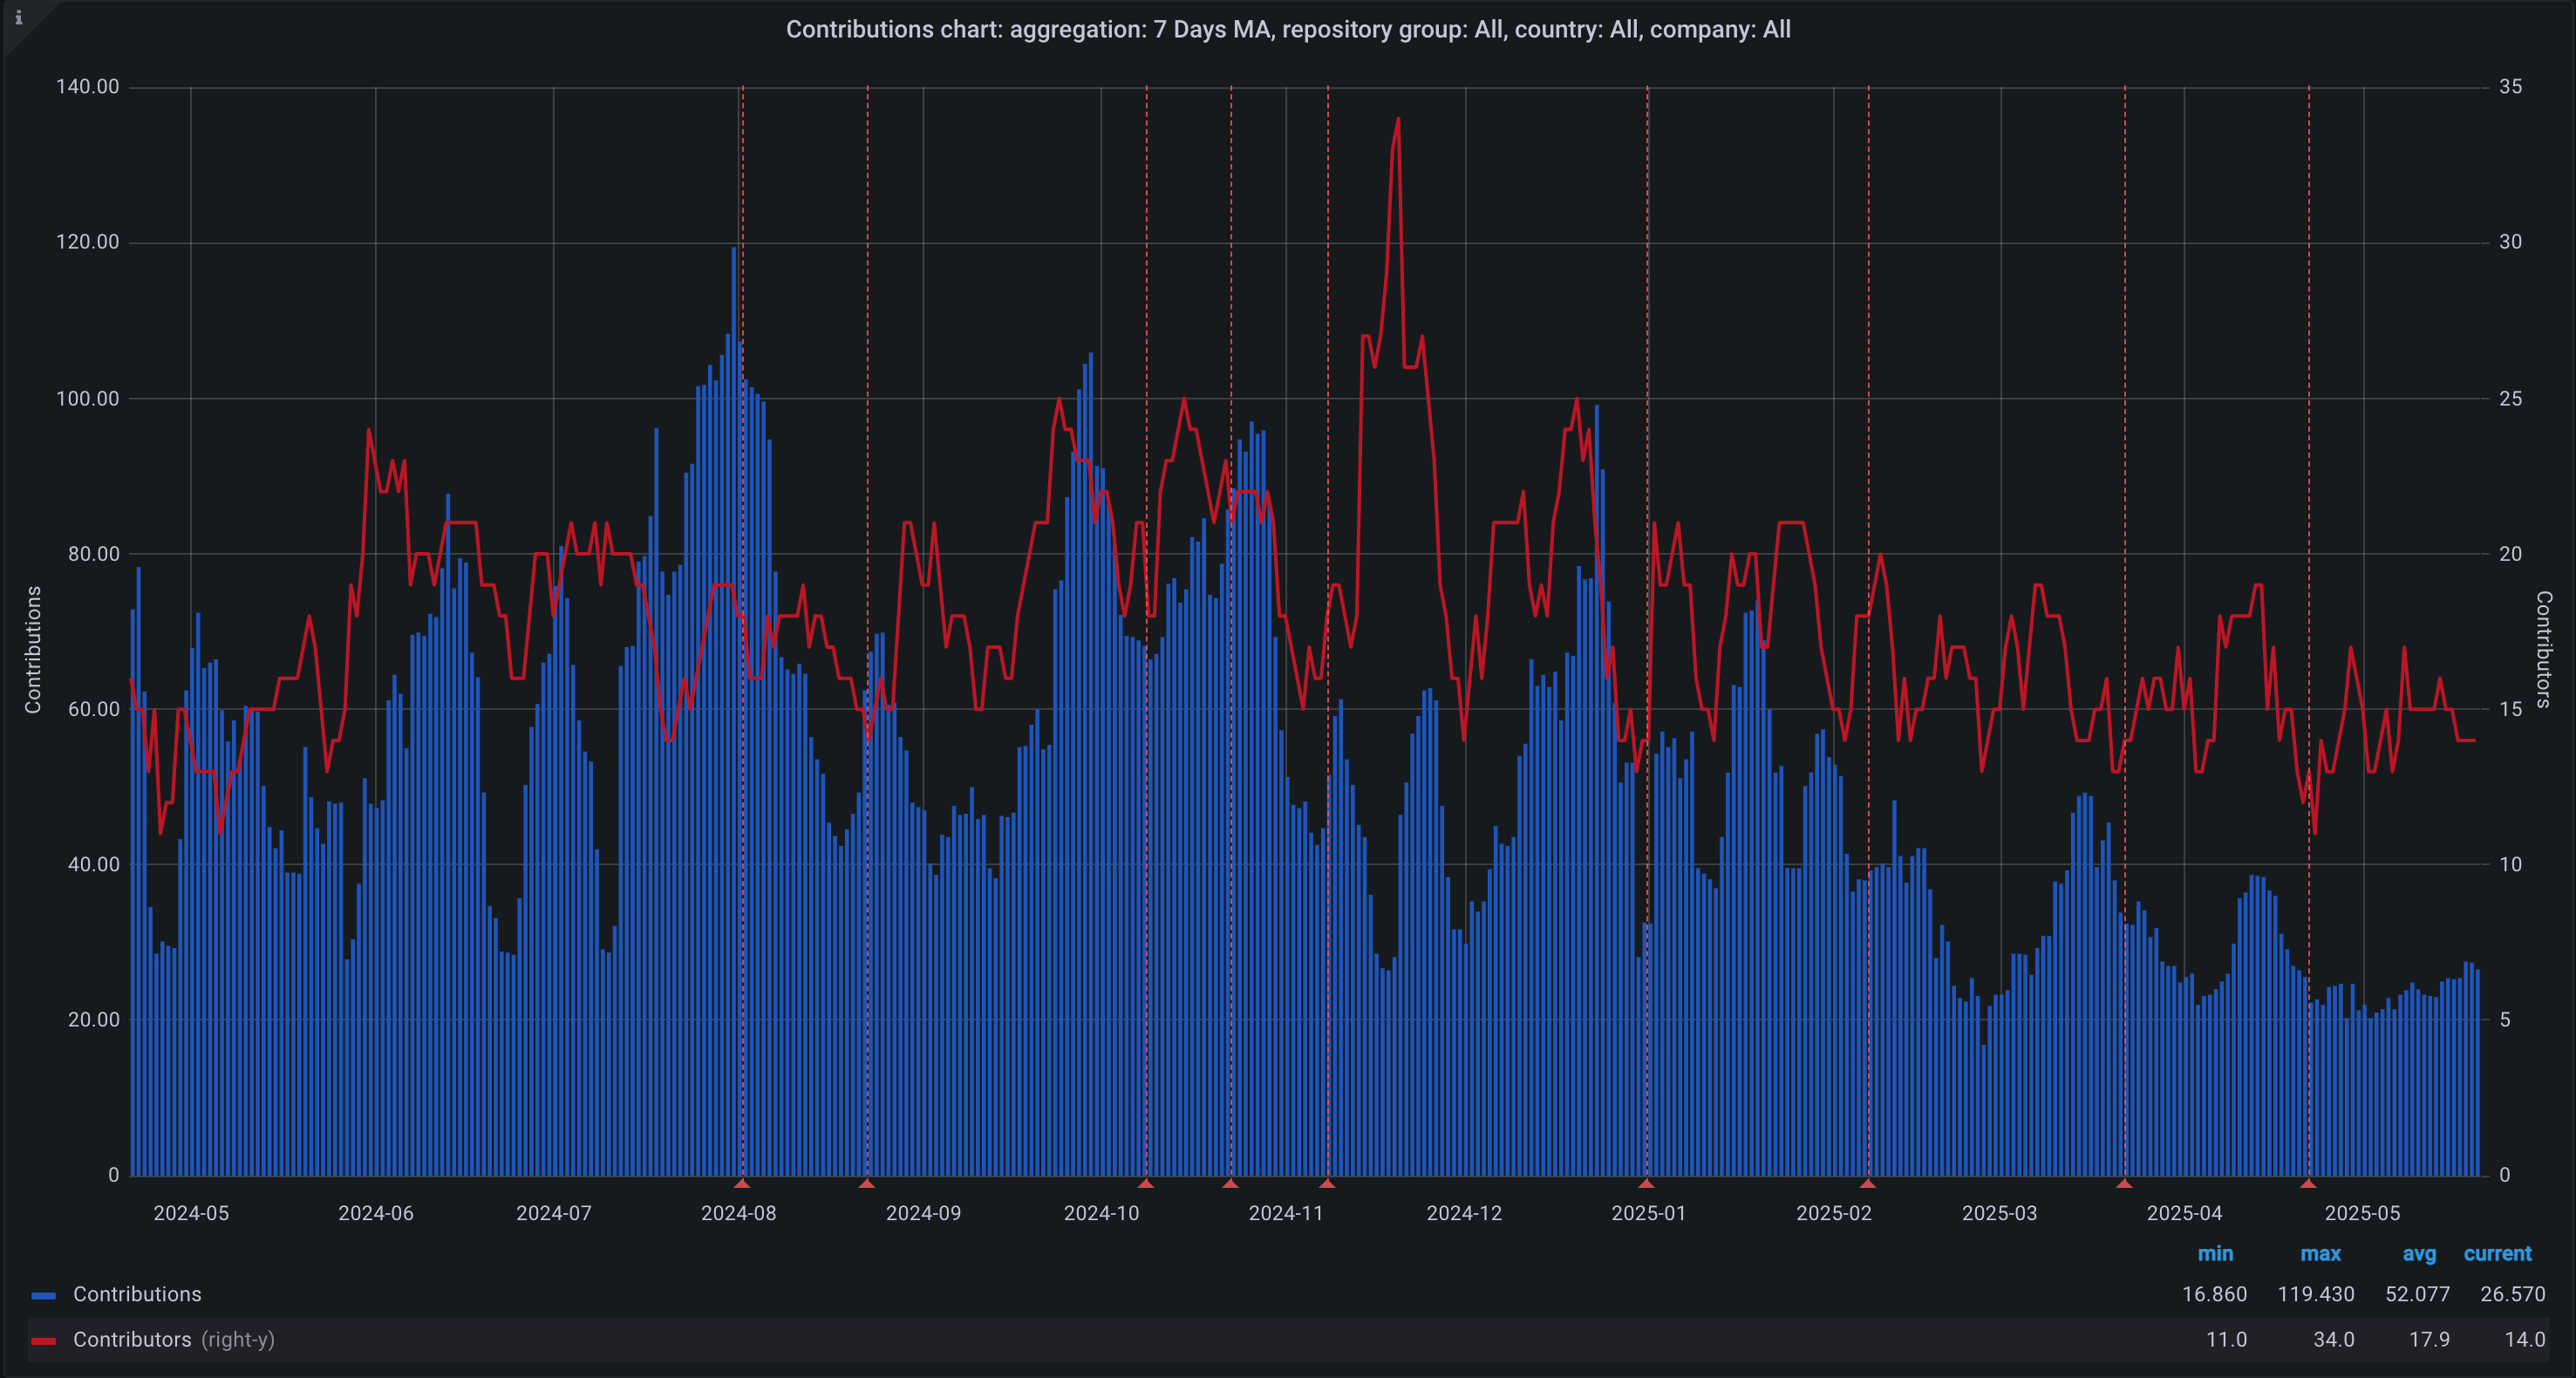 i
Contributions chart: aggregation: 7 Days MA, repository group: All, country: All, company: All
140.00
120.00
100.00
80.00
60.00
40.00
20.00
0
Contributions
35
30
25
20
15
10
5
0
Contributors
2024-05 2024-06 2024-07 2024-08 2024-09 2024-10 2024-11 2024-12 2025-01 2025-02 2025-03 2025-04 2025-05
min max avg current
Contributions 16.860 119.430 52.077 26.570
Contributors (right-y) 11.0 34.0 17.9 14.0